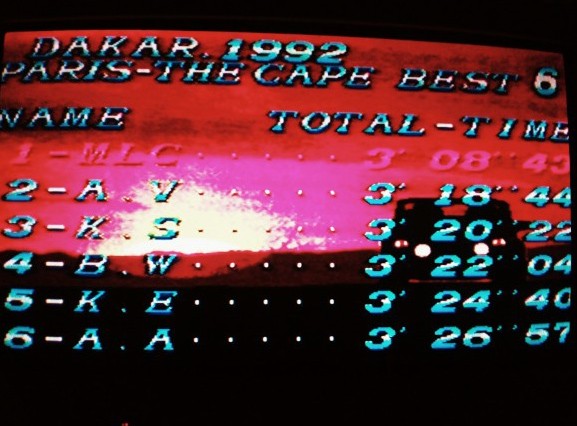 DAKAR. 1992
PARIS-THE CAPE BEST 6
NAME TOTAL-TIME
1-MLC..... 3' 08''43
2-A.V..... 3' 18''44
3-K.S..... 3' 20''22
4-B.W..... 3' 22''04
5-K.E..... 3' 24''40
6-A.A..... 3' 26''57